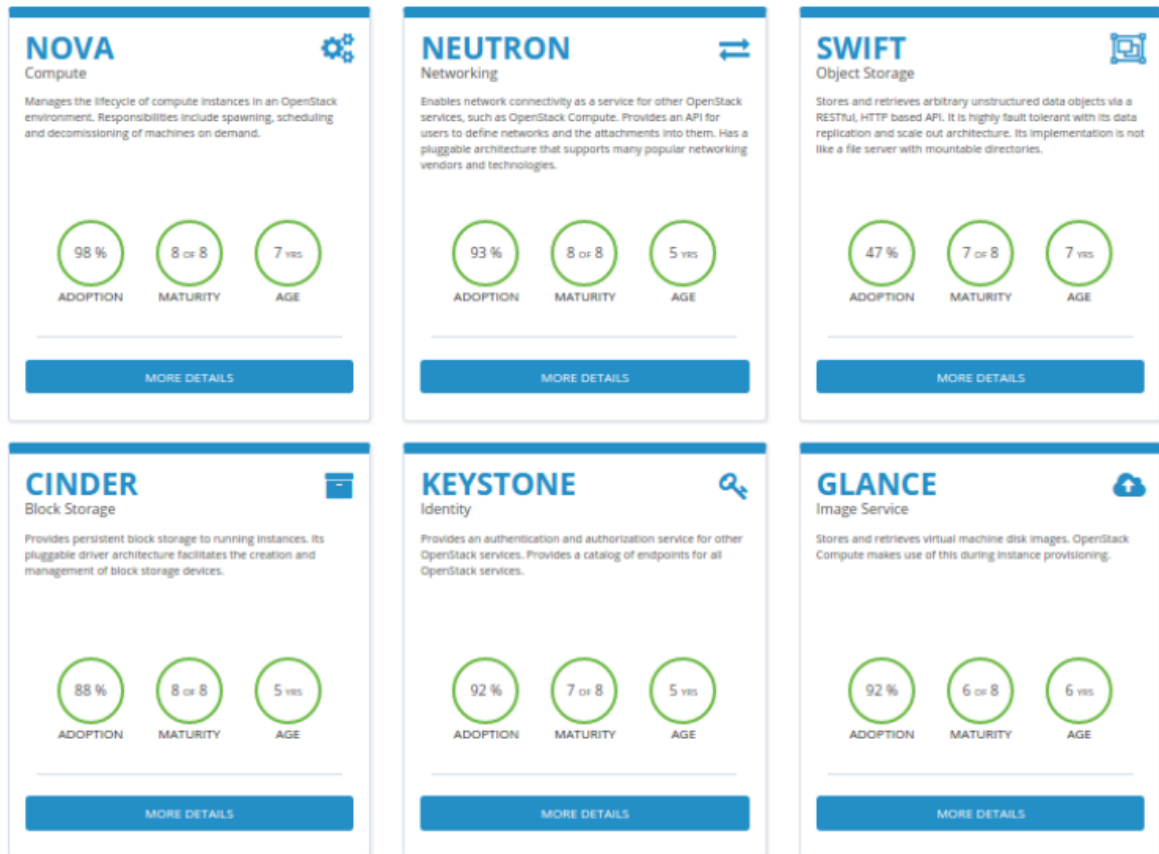 NOVA
Compute
Manages the lifecycle of compute instances in an OpenStack
environment. Responsibilities include spawning, scheduling
and decomissioning of machines on demand.
98 %
8 OF 8
7 YRS
ADOPTION
MATURITY
AGE
MORE DETAILS
NEUTRON
Networking
Enables network connectivity as a service for other OpenStack
services, such as OpenStack Compute. Provides an API for
users to define networks and the attachments into them. Has a
pluggable architecture that supports many popular networking
vendors and technologies.
93 %
8 OF 8
5 YRS
ADOPTION
MATURITY
AGE
MORE DETAILS
SWIFT
Object Storage
Stores and retrieves arbitrary unstructured data objects via a
RESTful, HTTP based API. It is highly fault tolerant with its data
replication and scale out architecture. Its implementation is not
like a file server with mountable directories.
47 %
7 OF 8
7 YRS
ADOPTION
MATURITY
AGE
MORE DETAILS
CINDER
Block Storage
Provides persistent block storage to running instances. Its
pluggable driver architecture facilitates the creation and
management of block storage devices.
88 %
8 OF 8
5 YRS
ADOPTION
MATURITY
AGE
MORE DETAILS
KEYSTONE
Identity
Provides an authentication and authorization service for other
OpenStack services. Provides a catalog of endpoints for all
OpenStack services.
92 %
7 OF 8
5 YRS
ADOPTION
MATURITY
AGE
MORE DETAILS
GLANCE
Image Service
Stores and retrieves virtual machine disk images. OpenStack
Compute makes use of this during instance provisioning.
92 %
6 OF 8
6 YRS
ADOPTION
MATURITY
AGE
MORE DETAILS